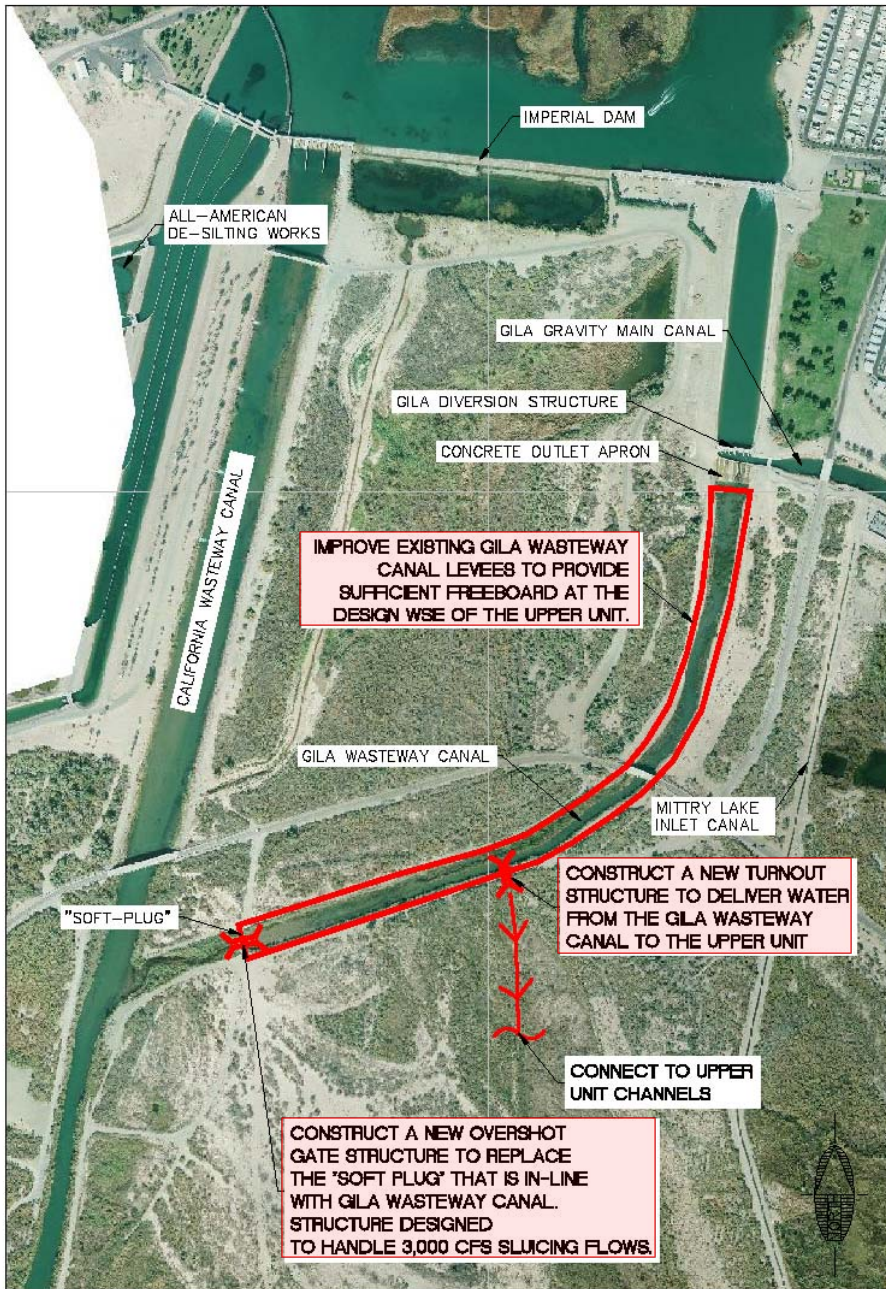 IMPERIAL DAM
ALL-AMERICAN
DE-SILTING WORKS
GILA GRAVITY MAIN CANAL
GILA DIVERSION STRUCTURE
CONCRETE OUTLET APRON
CALIFORNIA WASTEWAY CANAL
IMPROVE EXISTING GILA WASTEWAY
CANAL LEVEES TO PROVIDE
SUFFICIENT FREEBOARD AT THE
DESIGN WSE OF THE UPPER UNIT.
GILA WASTEWAY CANAL
MITTRY LAKE
INLET CANAL
CONSTRUCT A NEW TURNOUT
STRUCTURE TO DELIVER WATER
FROM THE GILA WASTEWAY
CANAL TO THE UPPER UNIT
"SOFT-PLUG"
CONNECT TO UPPER
UNIT CHANNELS
CONSTRUCT A NEW OVERSHOT
GATE STRUCTURE TO REPLACE
THE "SOFT PLUG" THAT IS IN-LINE
WITH GILA WASTEWAY CANAL.
STRUCTURE DESIGNED
TO HANDLE 3,000 CFS SLUICING FLOWS.
NORTH